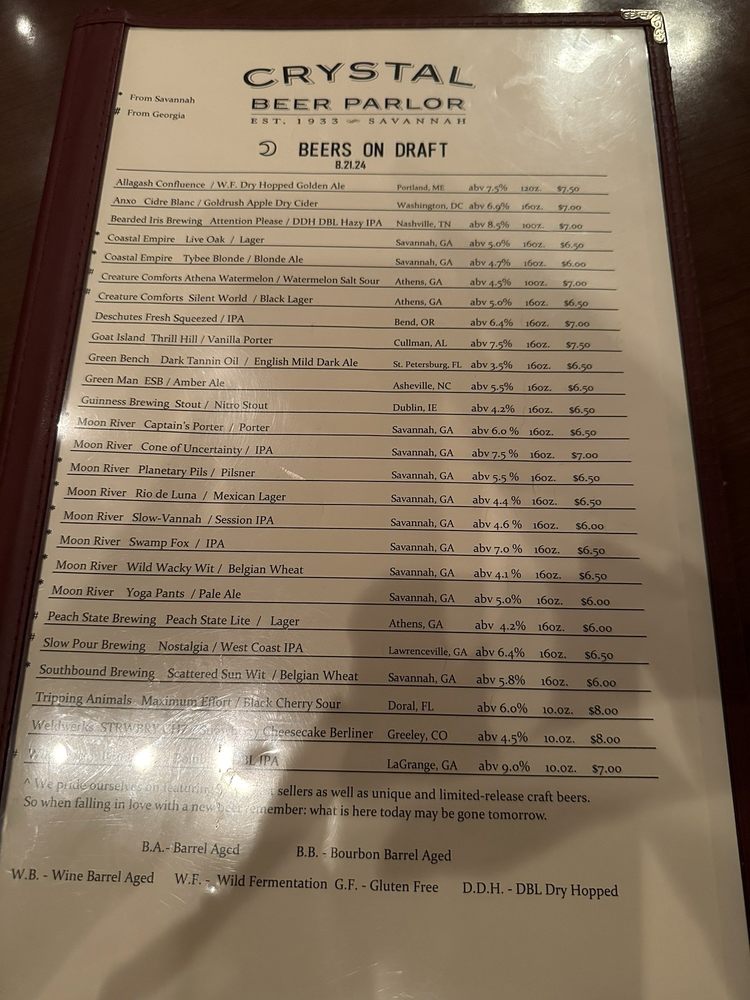 CRYSTAL
BEER PARLOR
EST. 1933 SAVANNAH
* From Savannah
# From Georgia
BEERS ON DRAFT
8.21.24
Allagash Confluence / W.F. Dry Hopped Golden Ale Portland, ME abv 7.5% 12oz. $7.50
Anxo Cidre Blanc / Goldrush Apple Dry Cider Washington, DC abv 6.9% 16oz. $7.00
Bearded Iris Brewing Attention Please / DDH DBL Hazy IPA Nashville, TN abv 8.5% 10oz. $7.00
* Coastal Empire Live Oak / Lager Savannah, GA abv 5.0% 16oz. $6.50
* Coastal Empire Tybee Blonde / Blonde Ale Savannah, GA abv 4.7% 16oz. $6.00
# Creature Comforts Athena Watermelon / Watermelon Salt Sour Athens, GA abv 4.5% 10oz. $7.00
# Creature Comforts Silent World / Black Lager Athens, GA abv 5.0% 16oz. $6.50
Deschutes Fresh Squeezed / IPA Bend, OR abv 6.4% 16oz. $7.00
Goat Island Thrill Hill / Vanilla Porter Cullman, AL abv 7.5% 16oz. $7.50
Green Bench Dark Tannin Oil / English Mild Dark Ale St. Petersburg, FL abv 3.5% 16oz. $6.50
Green Man ESB / Amber Ale Asheville, NC abv 5.5% 16oz. $6.50
Guinness Brewing Stout / Nitro Stout Dublin, IE abv 4.2% 16oz. $6.50
* Moon River Captain's Porter / Porter Savannah, GA abv 6.0 % 16oz. $6.50
* Moon River Cone of Uncertainty / IPA Savannah, GA abv 7.5 % 16oz. $7.00
* Moon River Planetary Pils / Pilsner Savannah, GA abv 5.5 % 16oz. $6.50
* Moon River Rio de Luna / Mexican Lager Savannah, GA abv 4.4 % 16oz. $6.50
* Moon River Slow-Vannah / Session IPA Savannah, GA abv 4.6 % 16oz. $6.00
* Moon River Swamp Fox / IPA Savannah, GA abv 7.0 % 16oz. $6.50
* Moon River Wild Wacky Wit / Belgian Wheat Savannah, GA abv 4.1 % 16oz. $6.50
* Moon River Yoga Pants / Pale Ale Savannah, GA abv 5.0% 16oz. $6.00
# Peach State Brewing Peach State Lite / Lager Athens, GA abv 4.2% 16oz. $6.00
# Slow Pour Brewing Nostalgia / West Coast IPA Lawrenceville, GA abv 6.4% 16oz. $6.50
* Southbound Brewing Scattered Sun Wit / Belgian Wheat Savannah, GA abv 5.8% 16oz. $6.00
Tripping Animals Maximum Effort / Black Cherry Sour Doral, FL abv 6.0% 10.oz. $8.00
Weldwerks STRWBRY CHZ / Cheesecake Berliner Greeley, CO abv 4.5% 10.oz. $8.00
# DBL IPA LaGrange, GA abv 9.0% 10.oz. $7.00
^ We pride ourselves on featuring sellers as well as unique and limited-release craft beers.
So when falling in love with a new beer remember: what is here today may be gone tomorrow.
B.A.- Barrel Aged B.B. - Bourbon Barrel Aged
W.B. - Wine Barrel Aged W.F. - Wild Fermentation G.F. - Gluten Free D.D.H. - DBL Dry Hopped